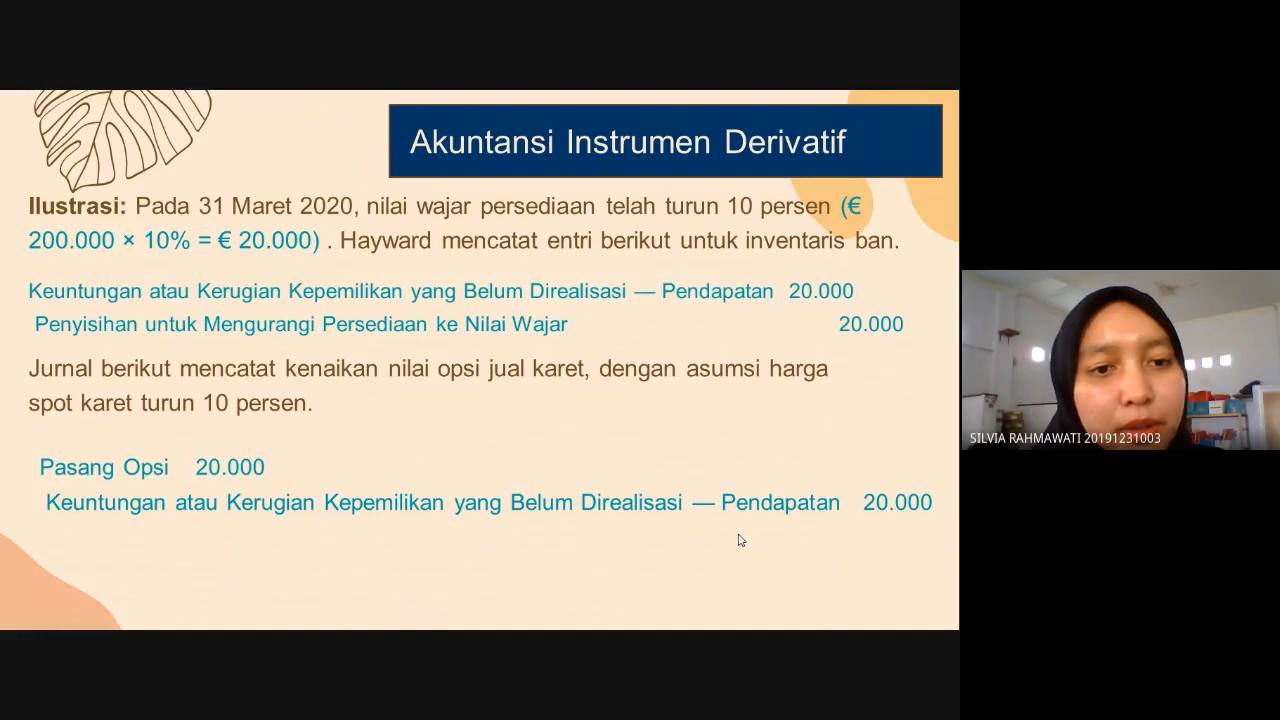 Akuntansi Instrumen Derivatif
Ilustrasi: Pada 31 Maret 2020, nilai wajar persediaan telah turun 10 persen (€
200.000 × 10% = € 20.000) . Hayward mencatat entri berikut untuk inventaris ban.
Keuntungan atau Kerugian Kepemilikan yang Belum Direalisasi — Pendapatan 20.000
Penyisihan untuk Mengurangi Persediaan ke Nilai Wajar 20.000
Jurnal berikut mencatat kenaikan nilai opsi jual karet, dengan asumsi harga
spot karet turun 10 persen.
Pasang Opsi 20.000
Keuntungan atau Kerugian Kepemilikan yang Belum Direalisasi — Pendapatan 20.000
SILVIA RAHMAWATI 20191231003